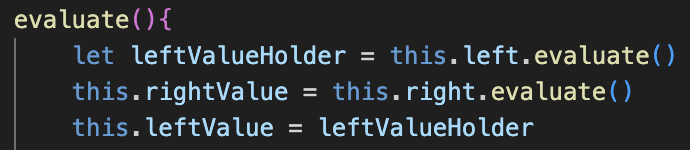 evaluate(){
let leftValueHolder = this.left.evaluate()
this.rightValue = this.right.evaluate()
this.leftValue = leftValueHolder